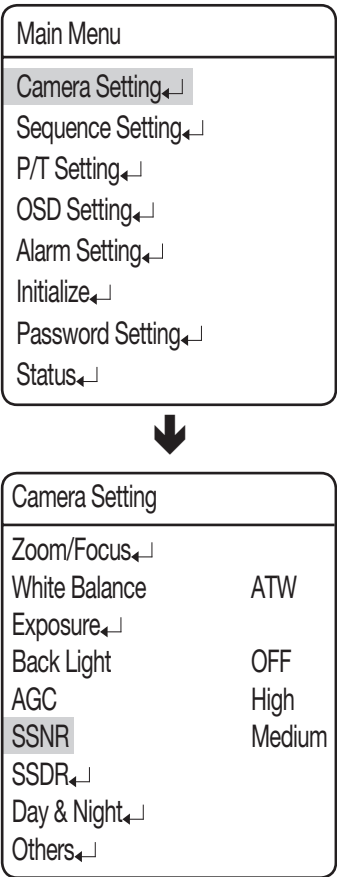 Main Menu
Camera Setting↵
Sequence Setting↵
P/T Setting↵
OSD Setting↵
Alarm Setting↵
Initialize↵
Password Setting↵
Status↵
Camera Setting
Zoom/Focus↵
White Balance ATW
Exposure↵
Back Light OFF
AGC High
SSNR Medium
SSDR↵
Day & Night↵
Others↵